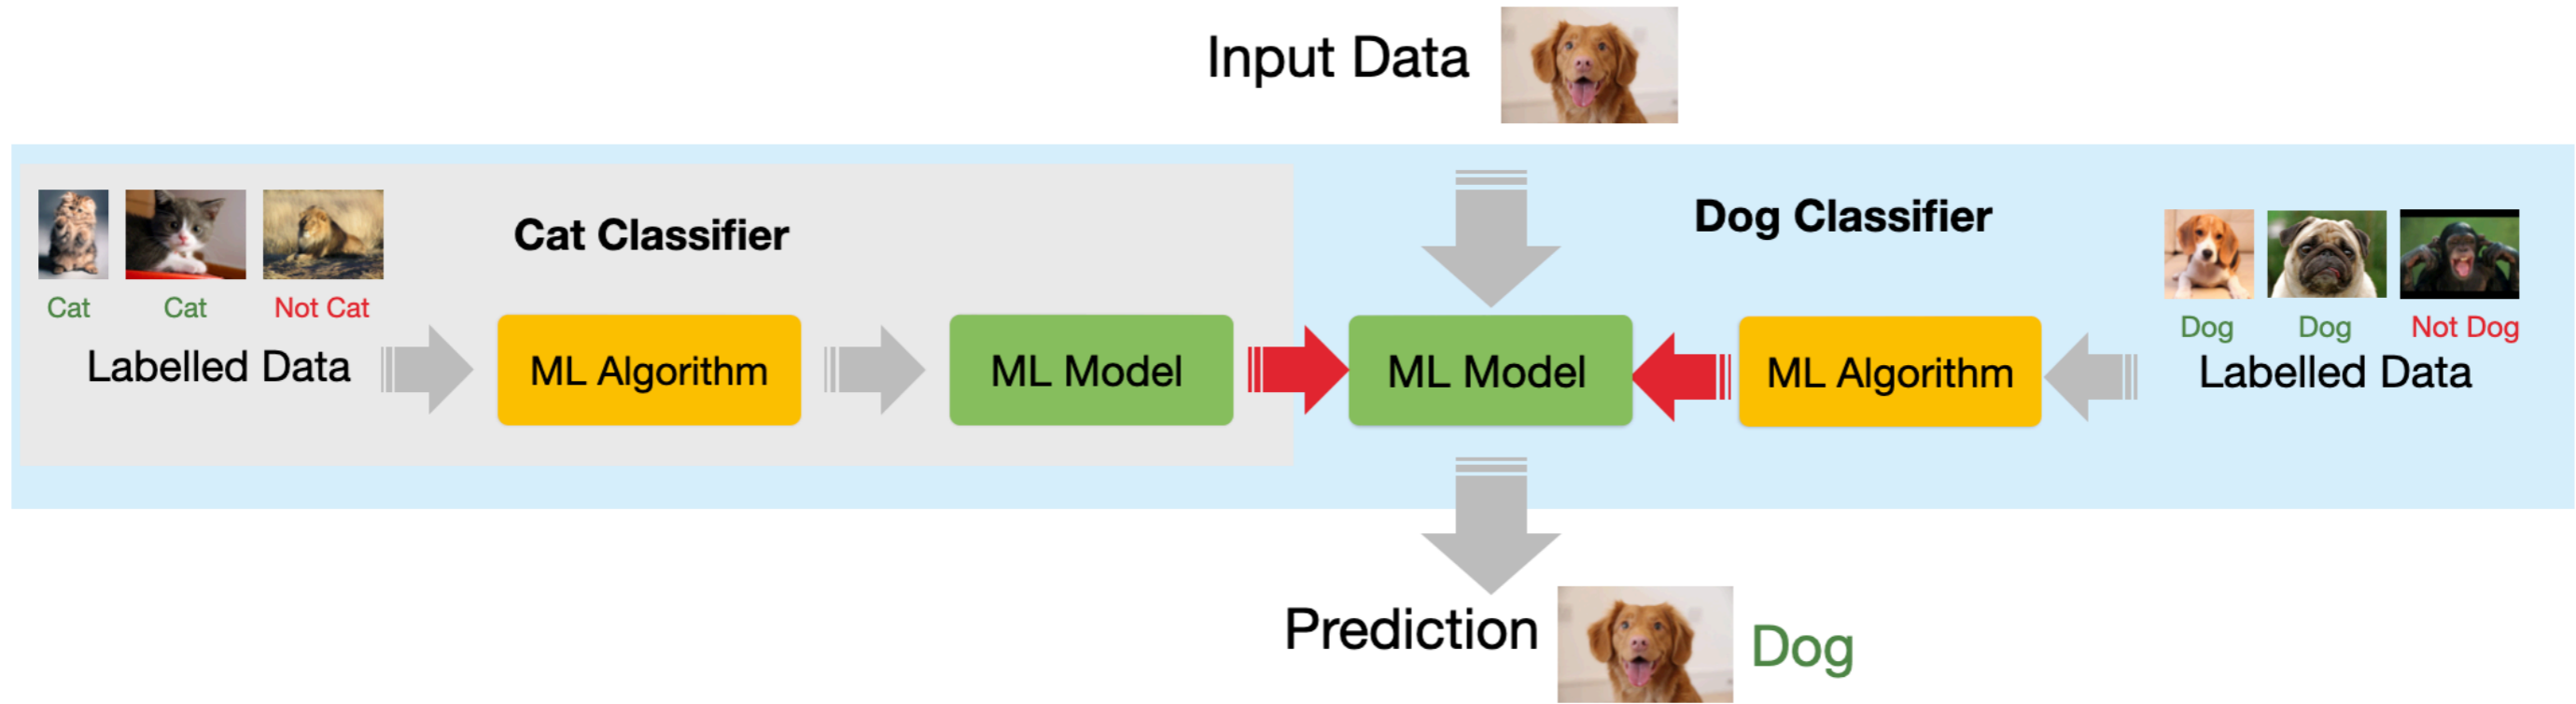 Input Data
Cat Classifier
Dog Classifier
Cat
Cat
Not Cat
Dog
Dog
Not Dog
Labelled Data
ML Algorithm
ML Model
ML Model
ML Algorithm
Labelled Data
Prediction
Dog